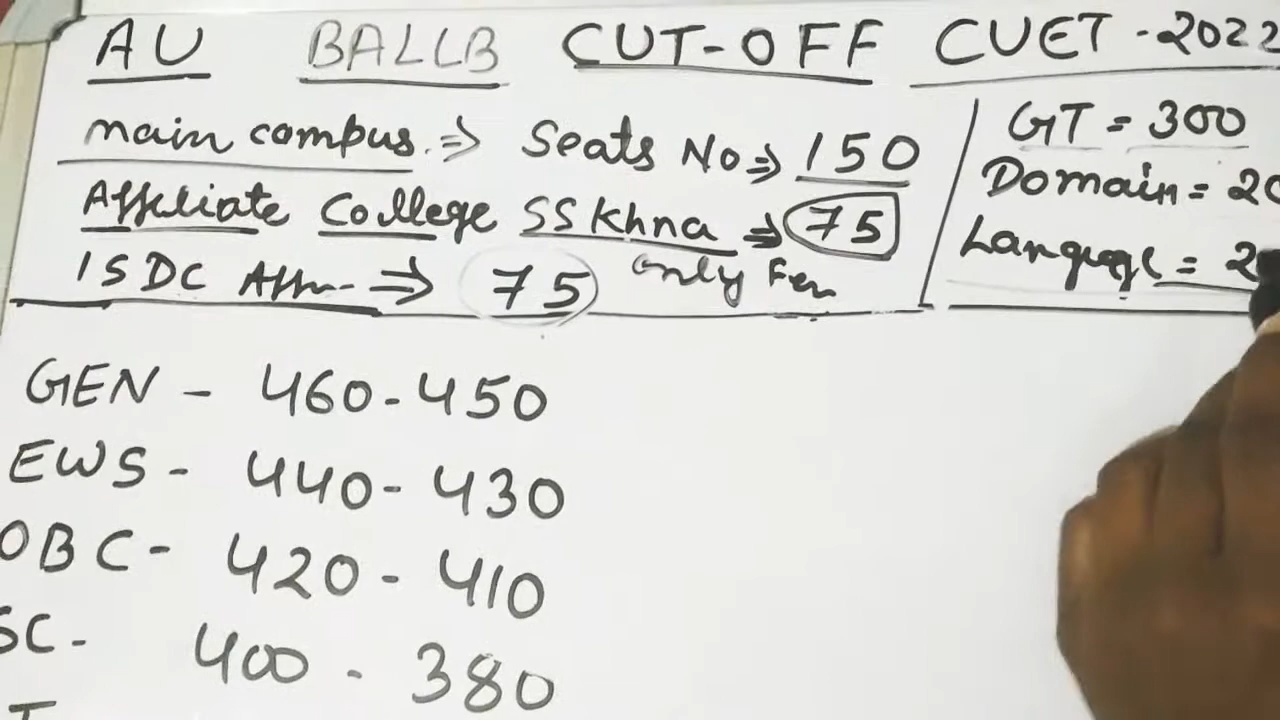 AU BALLB CUT-OFF CUET-2022
main campus. ⇒ Seats No ⇒ 150
Affiliate College SS Khna ⇒ 75
only Fem
ISDC ⇒ 75
GT = 300
Domain = 20
Language = 2
GEN - 460-450
EWS - 440-430
OBC - 420 - 410
SC - 400 - 380